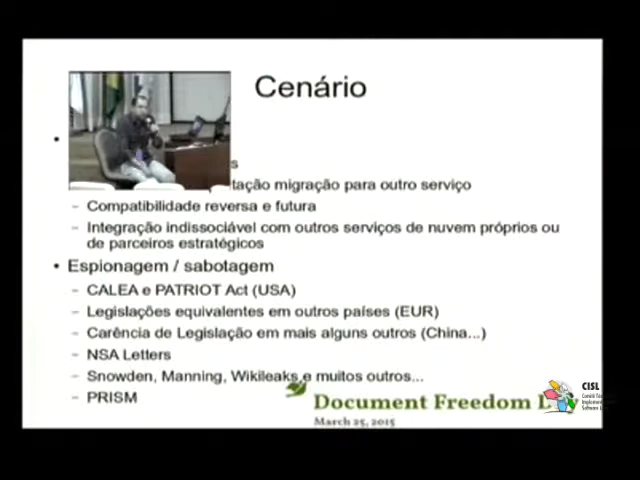 Cenário
s
tação migração para outro serviço
– Compatibilidade reversa e futura
– Integração indissociável com outros serviços de nuvem próprios ou
de parceiros estratégicos
• Espionagem / sabotagem
– CALEA e PATRIOT Act (USA)
– Legislações equivalentes em outros países (EUR)
– Carência de Legislação em mais alguns outros (China...)
– NSA Letters
– Snowden, Manning, Wikileaks e muitos outros...
– PRISM
Document Freedom
March 25, 2015
CISL